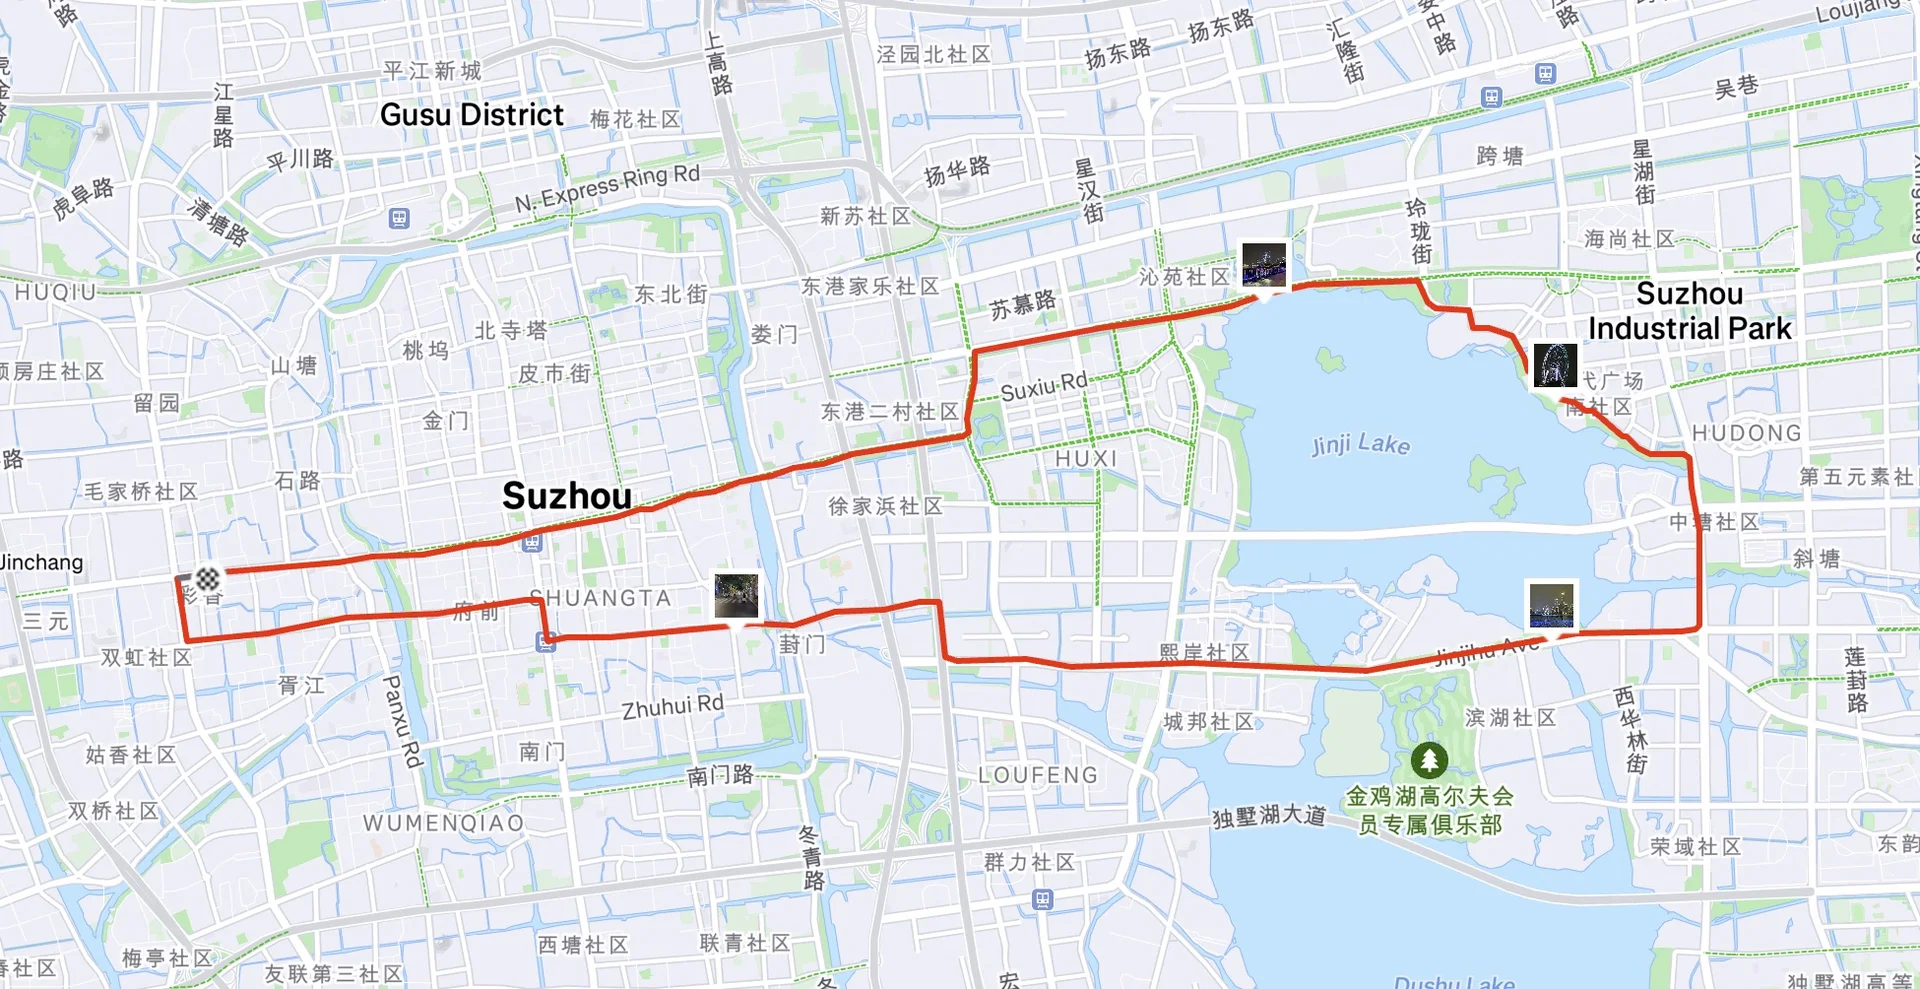 上高路
泾园北社区
扬东路
扬东路
汇隆街
娄中路
Loujiang
平江新城
江星路
Gusu District
梅花社区
吴巷
平川路
N. Express Ring Rd
扬华路
星汉街
跨塘
星湖街
虎阜路
清塘路
新苏社区
玲珑街
海尚社区
HUQIU
东北街
东港家乐社区
苏慕路
沁苑社区
Suzhou
Industrial Park
北寺塔
娄门
桃坞
山塘
皮市街
房庄社区
留园
金门
东港二村社区
Suxiu Rd
Jinji Lake
弋广场
南社区
HUDONG
HUXI
路
石路
毛家桥社区
Suzhou
徐家浜社区
第五元素社
中塘社区
斜塘
Jinchang
彩香
三元
府前
SHUANGTA
双虹社区
封门
熙岸社区
Jinjihu Ave
莲葑路
胥江
Panxu Rd
Zhuhui Rd
城邦社区
滨湖社区
西华林街
姑香社区
南门
南门路
LOUFENG
双桥社区
WUMENQIAO
冬青路
独墅湖大道
金鸡湖高尔夫会
员专属俱乐部
群力社区
荣域社区
东韵
梅亭社区
友联第三社区
西塘社区
联青社区
宏
冬
春社区
Dushu Lake
独墅湖高等